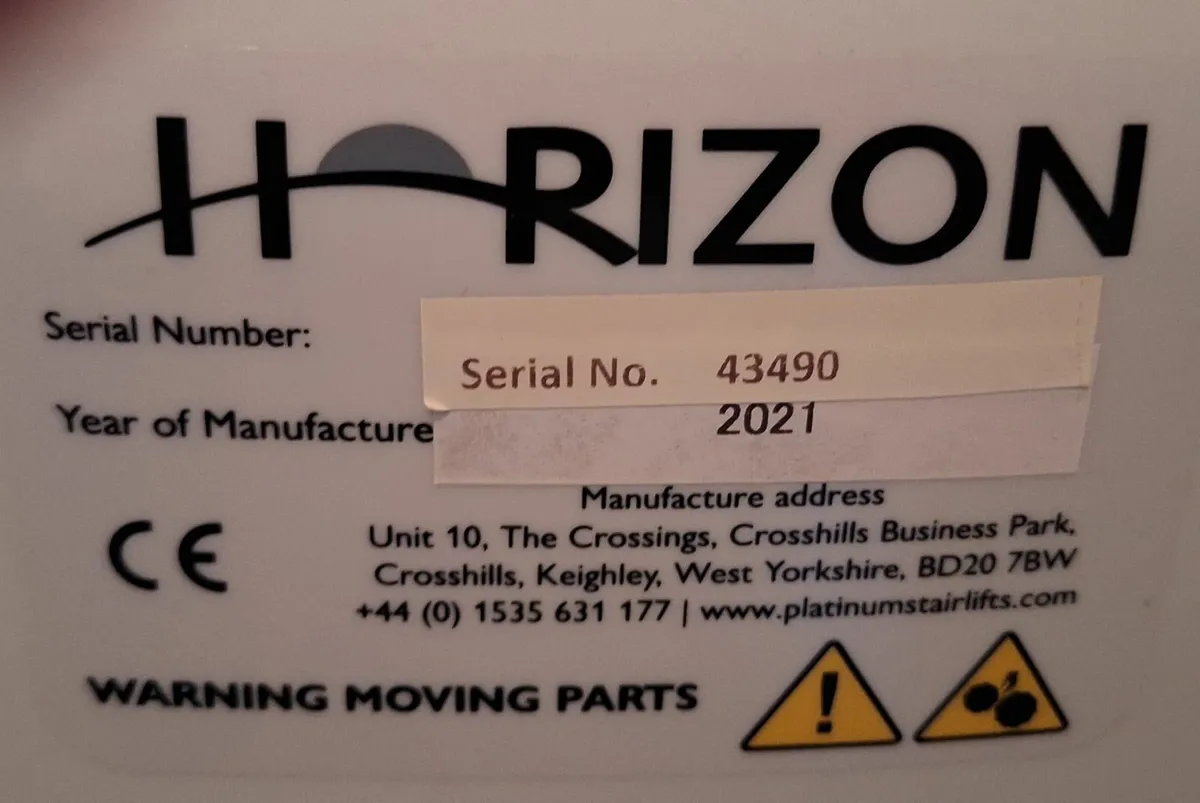 HORIZON
Serial Number:
Serial No. 43490
Year of Manufacture
2021
CE
Manufacture address
Unit 10, The Crossings, Crosshills Business Park,
Crosshills, Keighley, West Yorkshire, BD20 7BW
+44 (0) 1535 631 177 | www.platinumstairlifts.com
WARNING MOVING PARTS